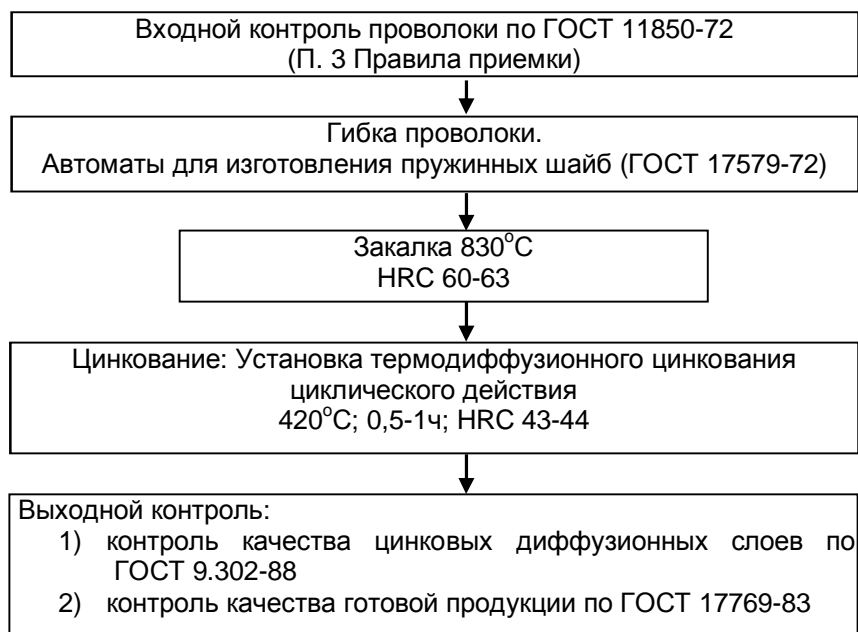 Входной контроль проволоки по ГОСТ 11850-72
(П. 3 Правила приемки)
Гибка проволоки.
Автоматы для изготовления пружинных шайб (ГОСТ 17579-72)
Закалка 830°С
HRC 60-63
Цинкование: Установка термодиффузионного цинкования
циклического действия
420°С; 0,5-1ч; HRC 43-44
Выходной контроль:
1) контроль качества цинковых диффузионных слоев по
ГОСТ 9.302-88
2) контроль качества готовой продукции по ГОСТ 17769-83